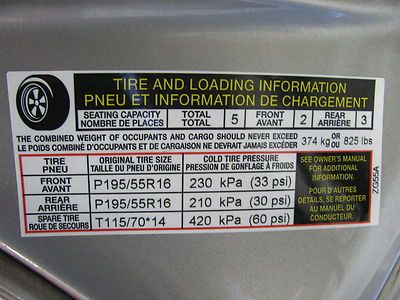 TIRE AND LOADING INFORMATION
PNEU ET INFORMATION DE CHARGEMENT
SEATING CAPACITY TOTAL 5 FRONT 2 REAR 3
NOMBRE DE PLACES TOTAL AVANT ARRIÈRE
THE COMBINED WEIGHT OF OCCUPANTS AND CARGO SHOULD NEVER EXCEED 374 kg OR 825 lbs
LE POIDS COMBINÉ D'OCCUPANTS ET DE CARGAISON NE DEVRAIT JAMAIS EXCÉDER OU
TIRE ORIGINAL TIRE SIZE COLD TIRE PRESSURE
PNEU TAILLE DU PNEU D'ORIGINE PRESSION DE GONFLAGE À FROIDS
FRONT P195/55R16 230 kPa (33 psi)
AVANT
REAR P195/55R16 210 kPa (30 psi)
ARRIÈRE
SPARE TIRE T115/70*14 420 kPa (60 psi)
ROUE DE SECOURS
SEE OWNER'S MANUAL
FOR ADDITIONAL
INFORMATION.
POUR D'AUTRES
DETAILS, SE REPORTER
AU MANUEL DU
CONDUCTEUR.
ZG55A